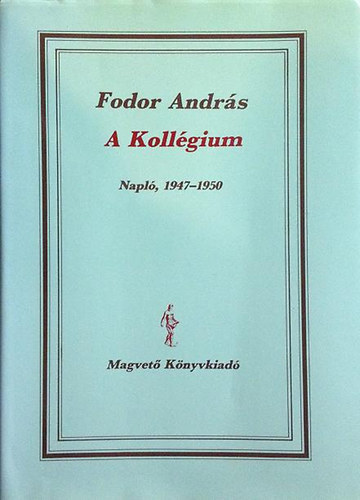 Fodor András
A Kollégium
Napló, 1947–1950
Magvető Könyvkiadó